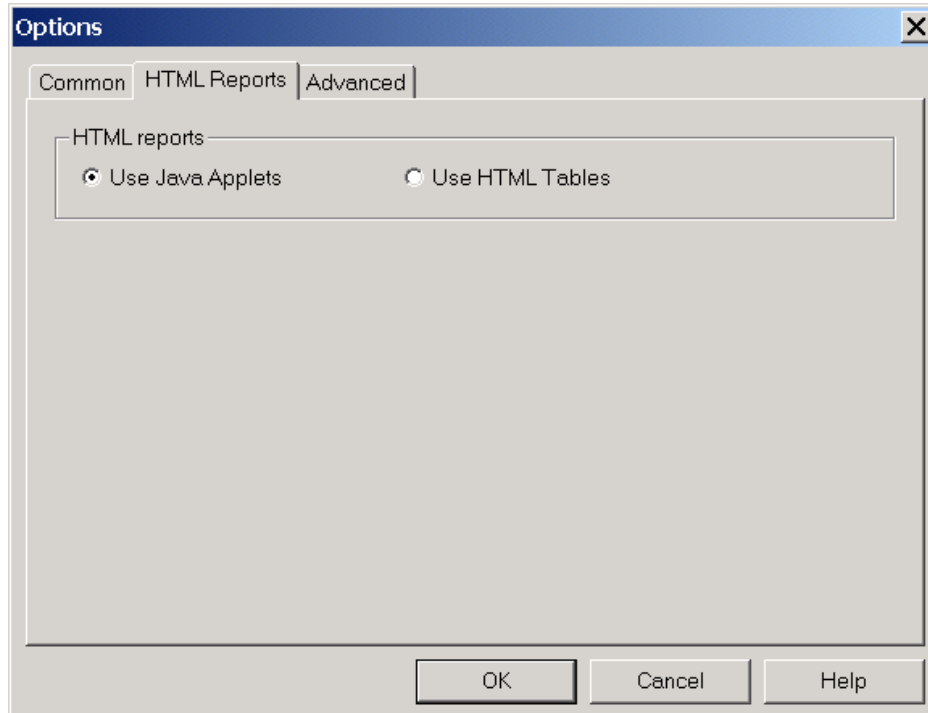 Options
Common HTML Reports Advanced
HTML reports
Use Java Applets Use HTML Tables
OK Cancel Help